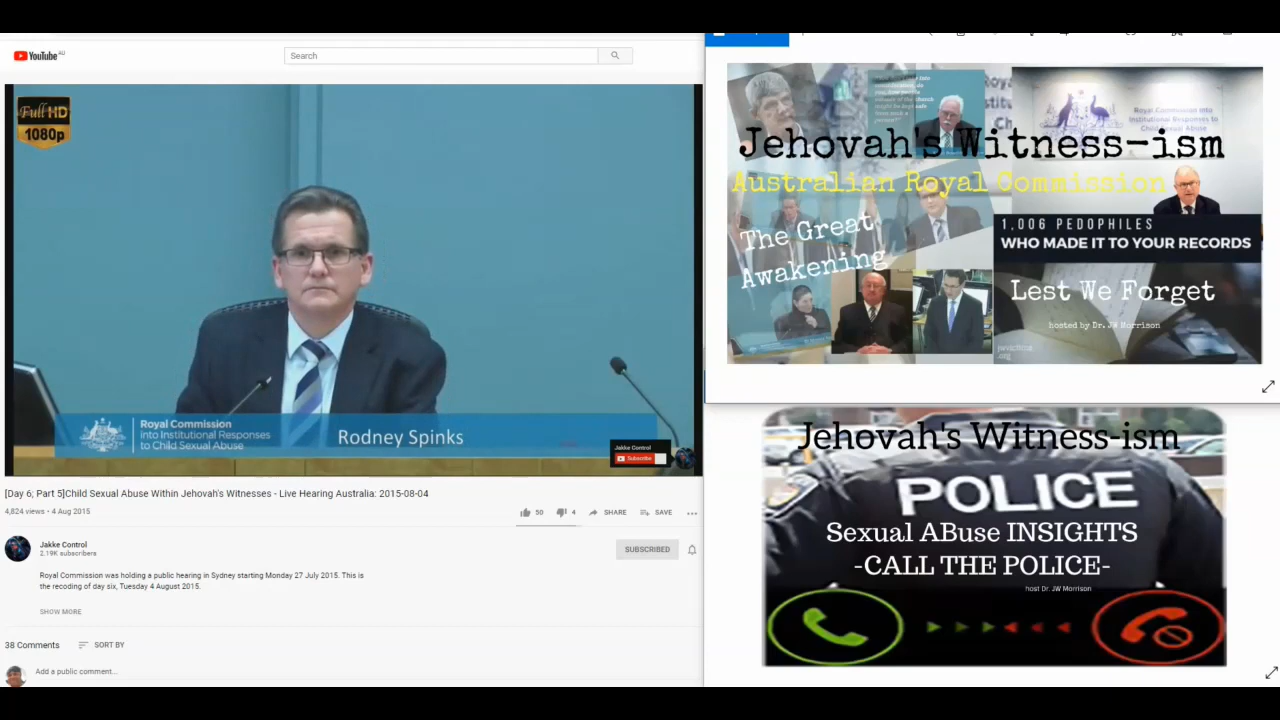 YouTube AU
Search
Full HD
1080p
Royal Commission
into Institutional Responses
to Child Sexual Abuse
Rodney Spinks
Jakke Control
Subscribe
[Day 6; Part 5]Child Sexual Abuse Within Jehovah's Witnesses - Live Hearing Australia: 2015-08-04
4,824 views • 4 Aug 2015
50
4
SHARE
SAVE
Jakke Control
2.19K subscribers
SUBSCRIBED
Royal Commission was holding a public hearing in Sydney starting Monday 27 July 2015. This is
the recoding of day six, Tuesday 4 August 2015.
SHOW MORE
38 Comments
SORT BY
Add a public comment...
Royal Commission into
Institutional Responses to
Child Sexual Abuse
Jehovah's Witness-ism
Australian Royal Commission
The Great
Awakening
1,006 PEDOPHILES
WHO MADE IT TO YOUR RECORDS
Lest We Forget
hosted by Dr. JW Morrison
.org
Jehovah's Witness-ism
POLICE
Sexual ABuse INSIGHTS
-CALL THE POLICE-
host Dr. JW Morrison